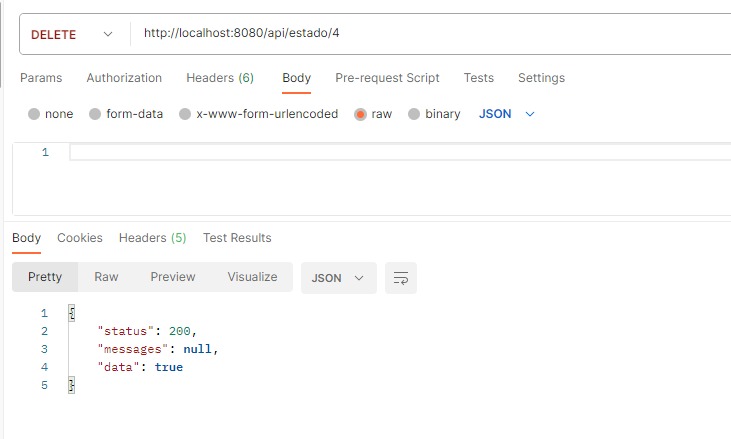 DELETE http://localhost:8080/api/estado/4
Params Authorization Headers (6) Body Pre-request Script Tests Settings
none form-data x-www-form-urlencoded raw binary JSON
1
Body Cookies Headers (5) Test Results
Pretty Raw Preview Visualize JSON
1 {
2 "status": 200,
3 "messages": null,
4 "data": true
5 }